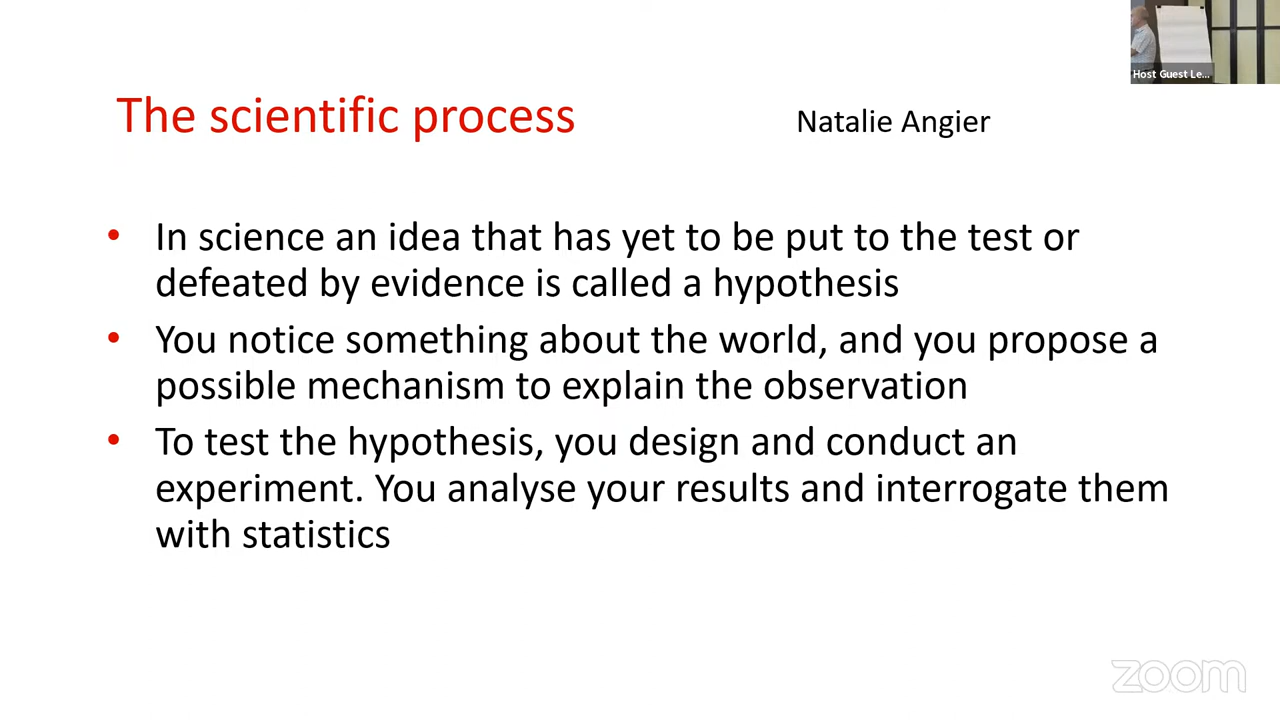 Host Guest Le...
The scientific process
Natalie Angier
• In science an idea that has yet to be put to the test or
defeated by evidence is called a hypothesis
• You notice something about the world, and you propose a
possible mechanism to explain the observation
• To test the hypothesis, you design and conduct an
experiment. You analyse your results and interrogate them
with statistics
zoom